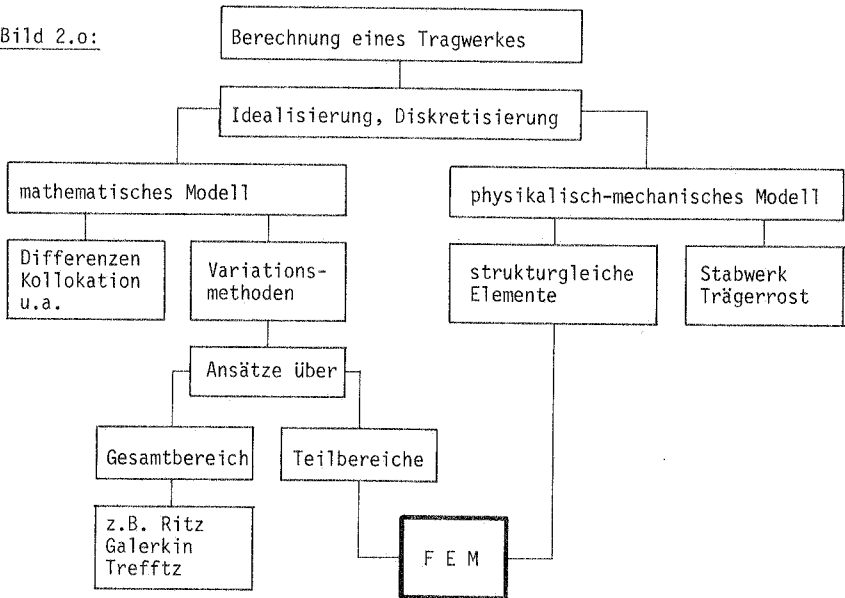 Bild 2.o:
Berechnung eines Tragwerkes
Idealisierung, Diskretisierung
mathematisches Modell
physikalisch-mechanisches Modell
Differenzen
Kollokation
u.a.
Variations-
methoden
strukturgleiche
Elemente
Stabwerk
Trägerrost
Ansätze über
Gesamtbereich
Teilbereiche
z.B. Ritz
Galerkin
Trefftz
F E M